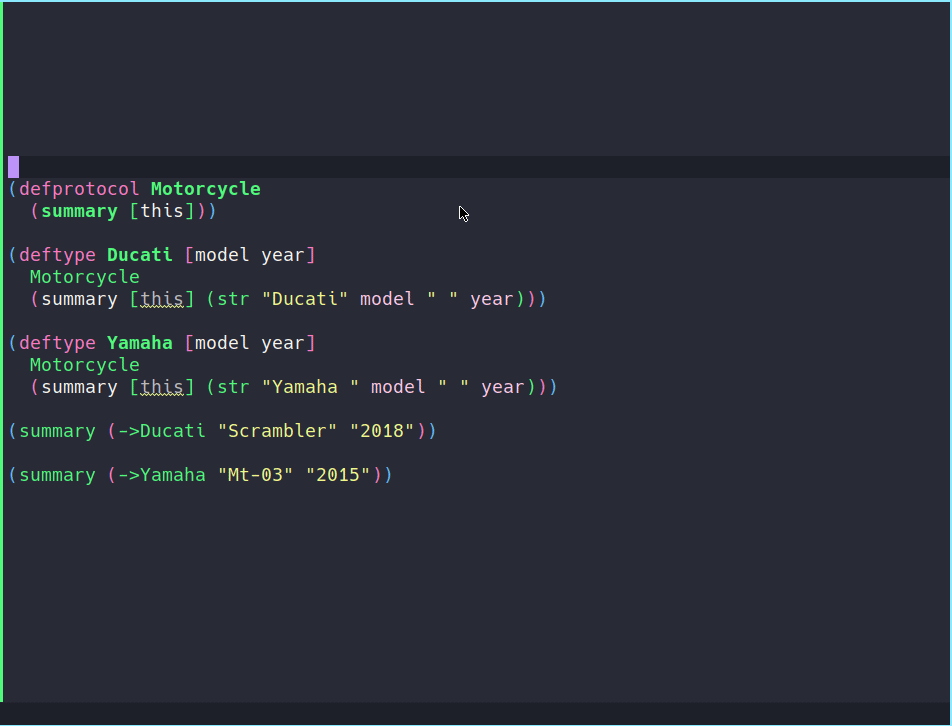 (defprotocol Motorcycle
  (summary [this]))
(deftype Ducati [model year]
  Motorcycle
  (summary [this] (str "Ducati" model " " year)))
(deftype Yamaha [model year]
  Motorcycle
  (summary [this] (str "Yamaha " model " " year)))
(summary (->Ducati "Scrambler" "2018"))
(summary (->Yamaha "Mt-03" "2015"))